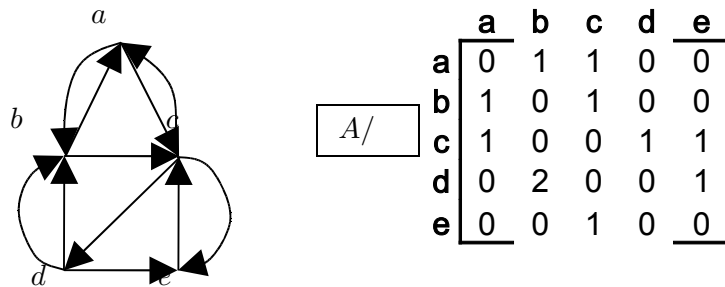 a
b
c
d
e
A/
a b c d e
a 0 1 1 0 0
b 1 0 1 0 0
c 1 0 0 1 1
d 0 2 0 0 1
e 0 0 1 0 0